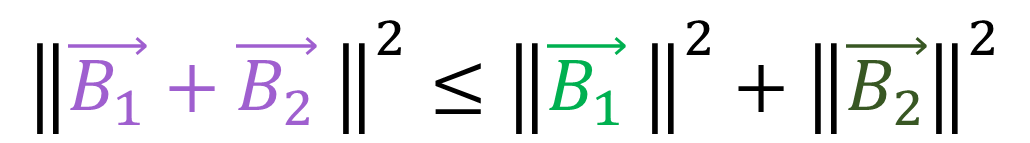 ‖B₁⃗ + B₂⃗ ‖² ≤ ‖B₁⃗ ‖² + ‖B₂⃗‖²